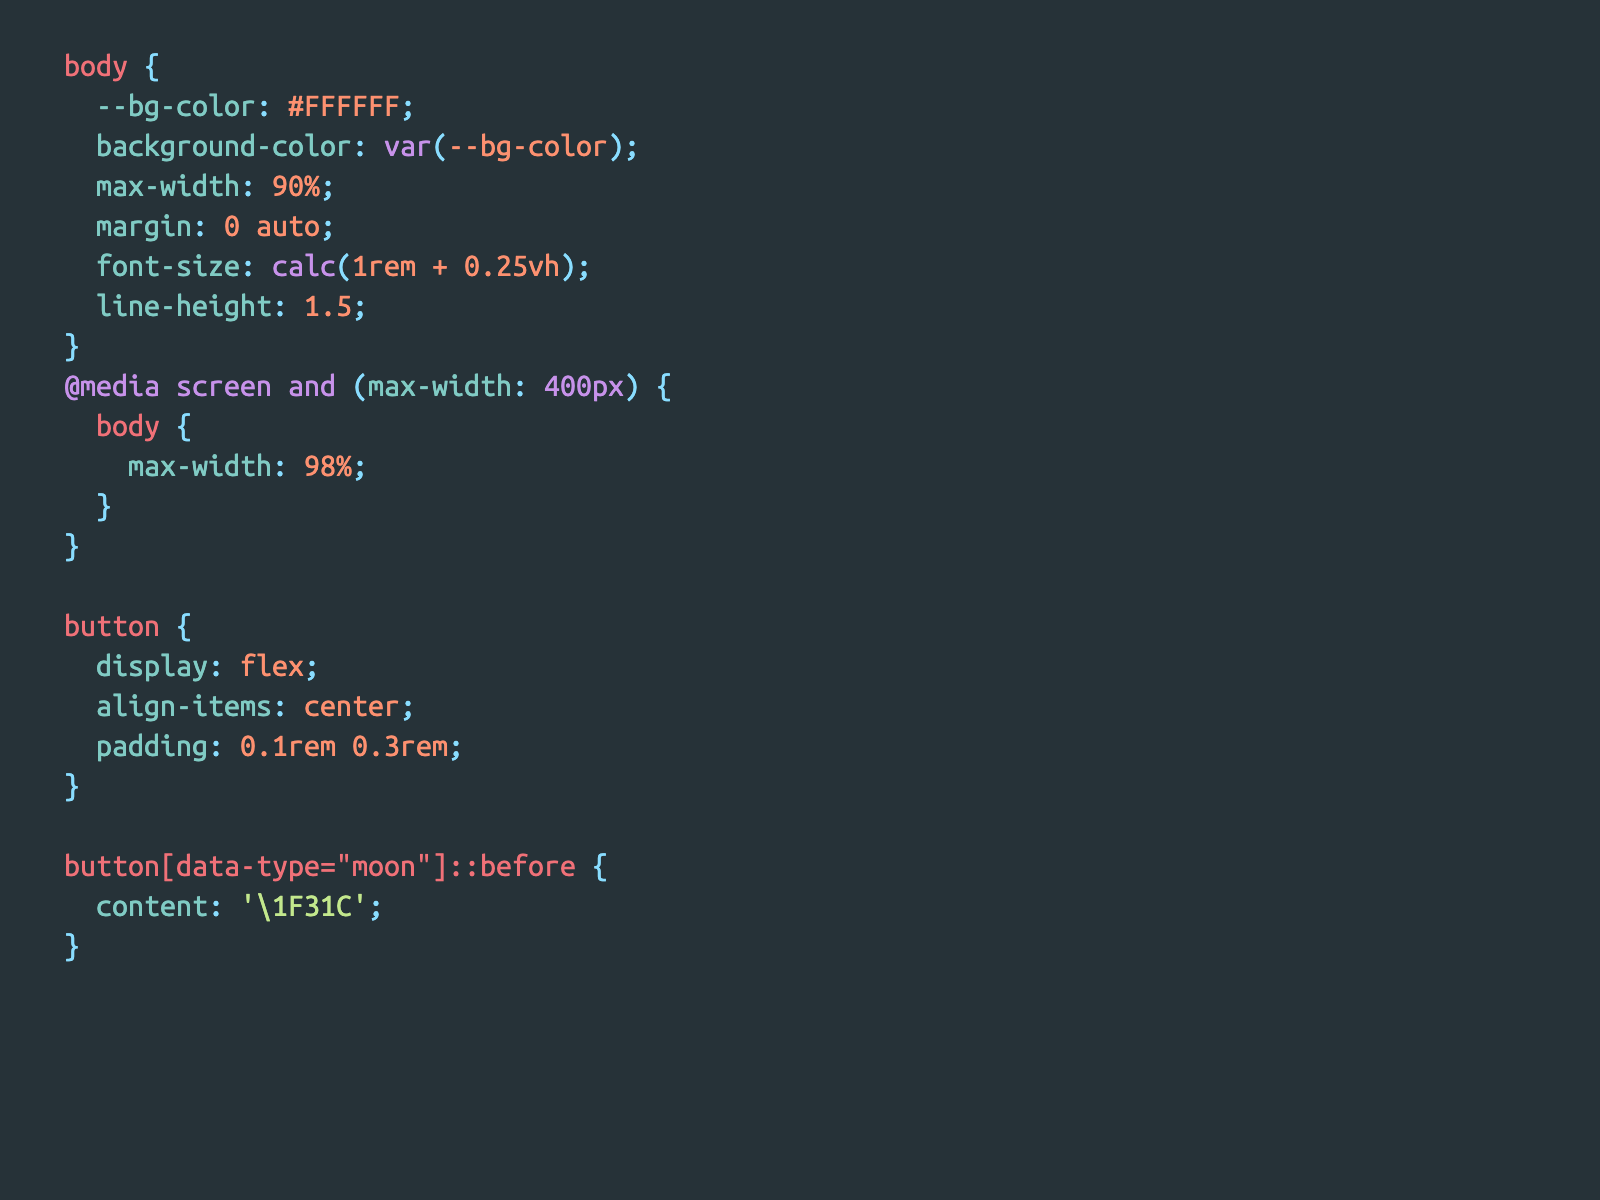 body {
  --bg-color: #FFFFFF;
  background-color: var(--bg-color);
  max-width: 90%;
  margin: 0 auto;
  font-size: calc(1rem + 0.25vh);
  line-height: 1.5;
}
@media screen and (max-width: 400px) {
  body {
    max-width: 98%;
  }
}

button {
  display: flex;
  align-items: center;
  padding: 0.1rem 0.3rem;
}

button[data-type="moon"]::before {
  content: '\1F31C';
}